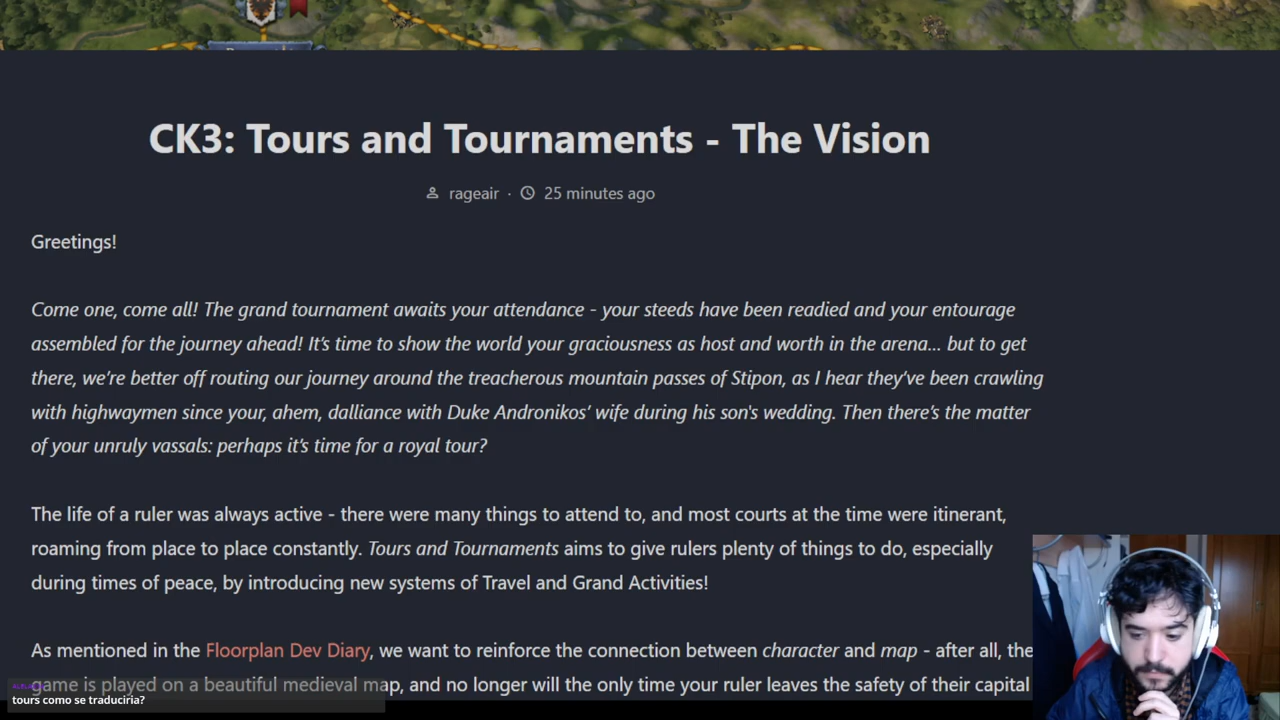 CK3: Tours and Tournaments - The Vision
rageair · 25 minutes ago
Greetings!
Come one, come all! The grand tournament awaits your attendance - your steeds have been readied and your entourage
assembled for the journey ahead! It’s time to show the world your graciousness as host and worth in the arena... but to get
there, we’re better off routing our journey around the treacherous mountain passes of Stipon, as I hear they’ve been crawling
with highwaymen since your, ahem, dalliance with Duke Andronikos’ wife during his son's wedding. Then there’s the matter
of your unruly vassals: perhaps it’s time for a royal tour?
The life of a ruler was always active - there were many things to attend to, and most courts at the time were itinerant,
roaming from place to place constantly. Tours and Tournaments aims to give rulers plenty of things to do, especially
during times of peace, by introducing new systems of Travel and Grand Activities!
As mentioned in the Floorplan Dev Diary, we want to reinforce the connection between character and map - after all, the
game is played on a beautiful medieval map, and no longer will the only time your ruler leaves the safety of their capital
tours como se traduciria?